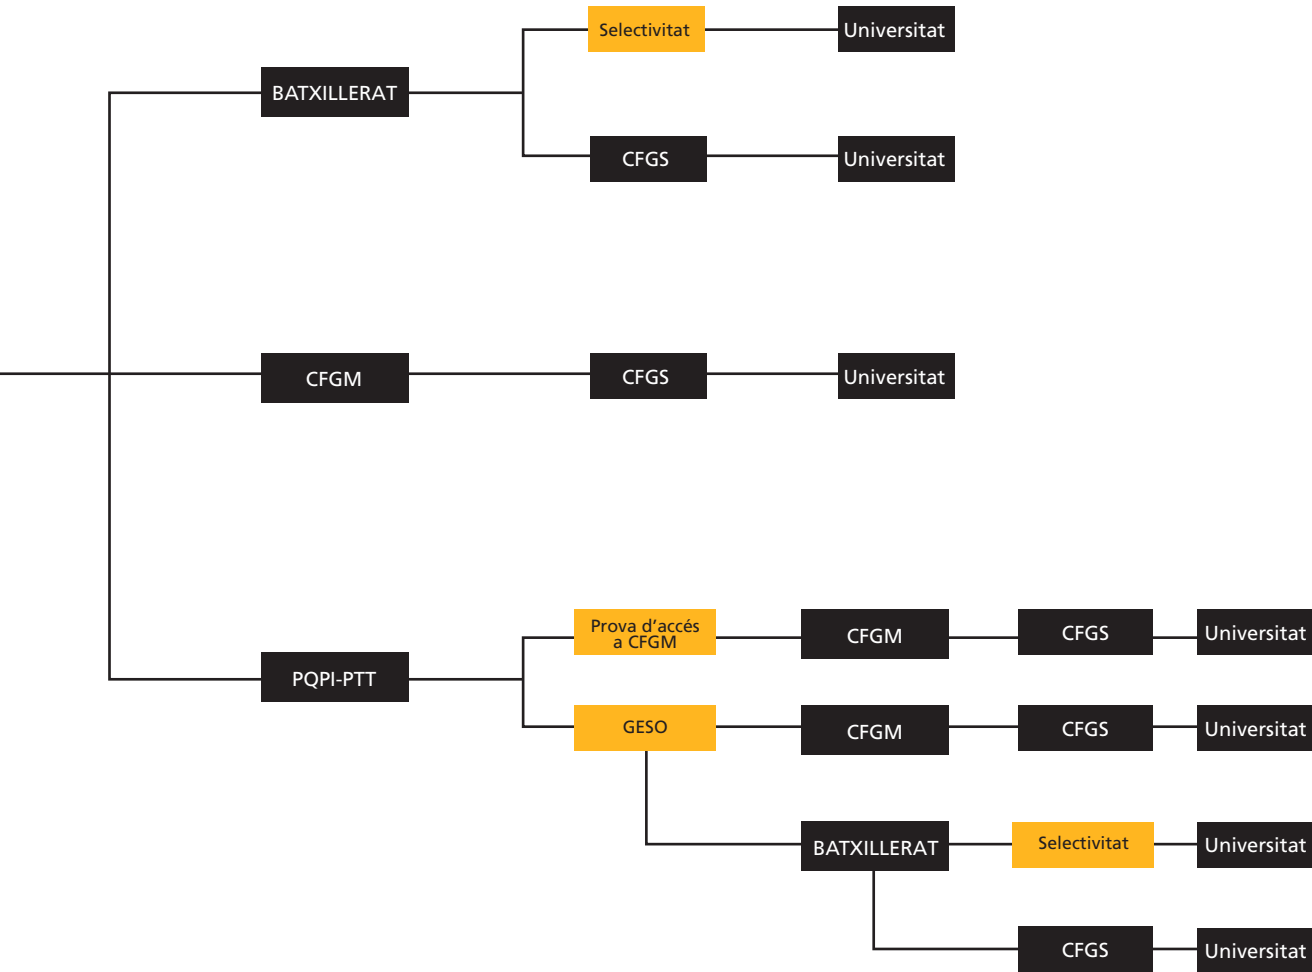 Selectivitat
Universitat
BATXILLERAT
CFGS
Universitat
CFGM
CFGS
Universitat
Prova d’accés
a CFGM
CFGM
CFGS
Universitat
PQPI-PTT
GESO
CFGM
CFGS
Universitat
BATXILLERAT
Selectivitat
Universitat
CFGS
Universitat